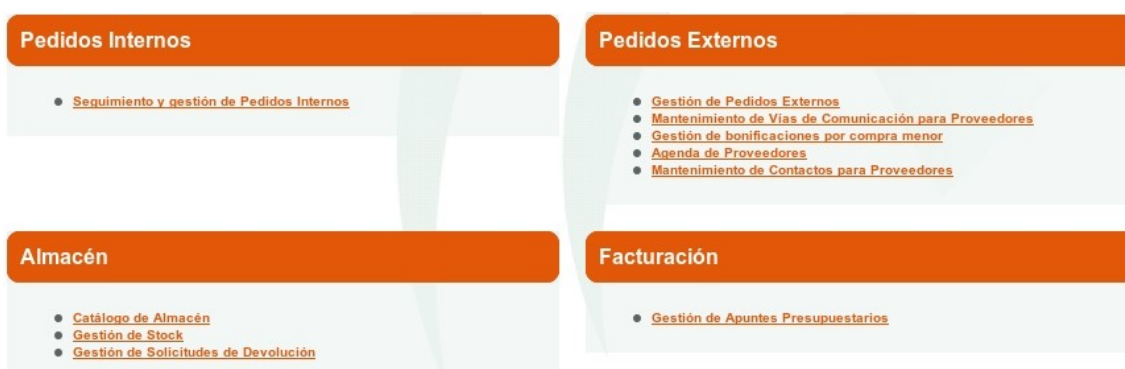 Pedidos Internos
Seguimiento y gestión de Pedidos Internos
Pedidos Externos
Gestión de Pedidos Externos
Mantenimiento de Vías de Comunicación para Proveedores
Gestión de bonificaciones por compra menor
Agenda de Proveedores
Mantenimiento de Contactos para Proveedores
Almacén
Catálogo de Almacén
Gestión de Stock
Gestión de Solicitudes de Devolución
Facturación
Gestión de Apuntes Presupuestarios